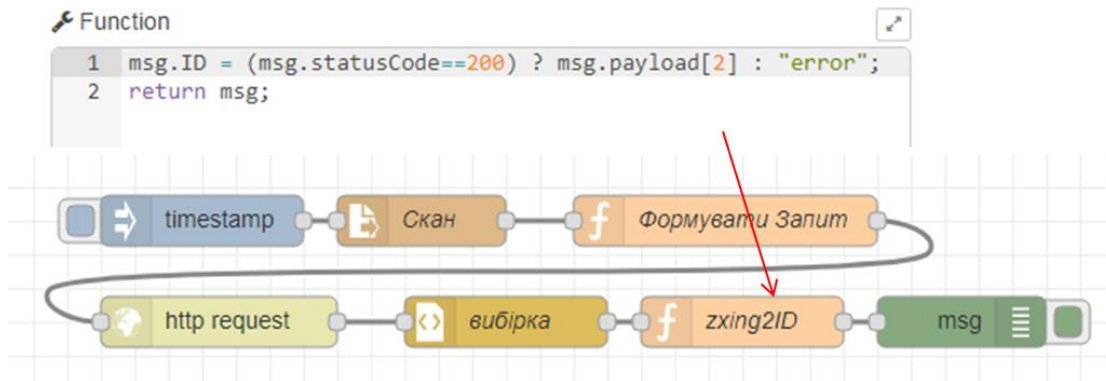 Function
1 msg.ID = (msg.statusCode==200) ? msg.payload[2] : "error";
2 return msg;
timestamp Скан Формувати Запит
http request вибірка zxing2ID msg